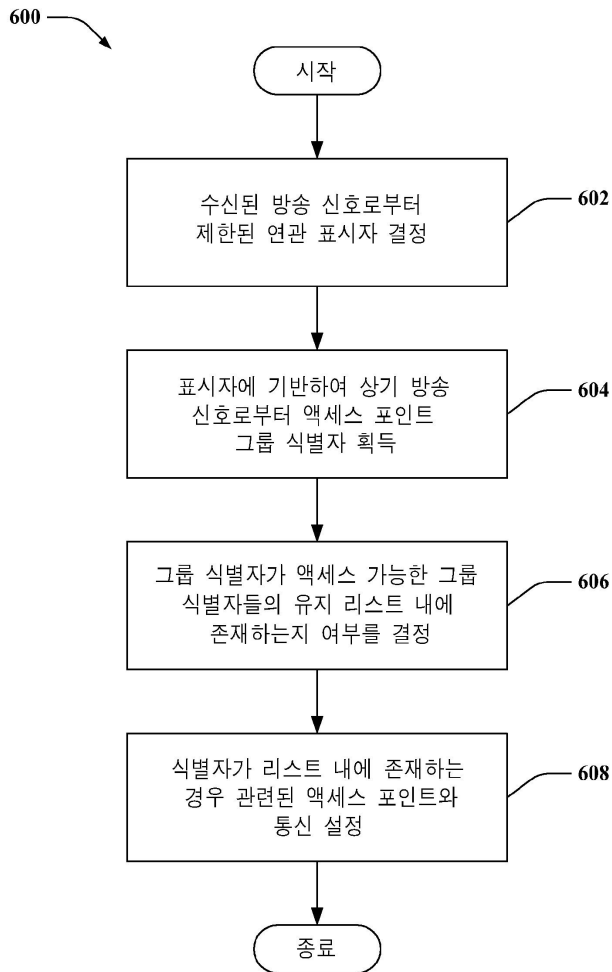 600
시작
수신된 방송 신호로부터
제한된 연관 표시자 결정
602
표시자에 기반하여 상기 방송
신호로부터 액세스 포인트
그룹 식별자 획득
604
그룹 식별자가 액세스 가능한 그룹
식별자들의 유지 리스트 내에
존재하는지 여부를 결정
606
식별자가 리스트 내에 존재하는
경우 관련된 액세스 포인트와
통신 설정
608
종료